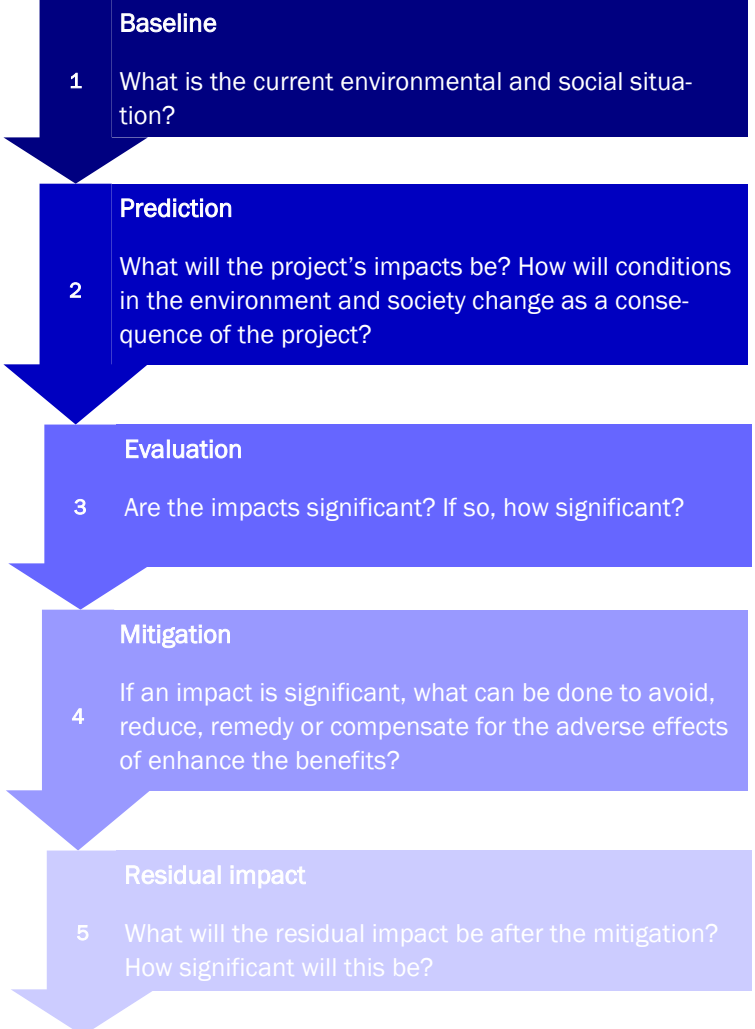 Baseline
1
What is the current environmental and social situa-
tion?
Prediction
2
What will the project’s impacts be? How will conditions
in the environment and society change as a conse-
quence of the project?
Evaluation
3
Are the impacts significant? If so, how significant?
Mitigation
4
If an impact is significant, what can be done to avoid,
reduce, remedy or compensate for the adverse effects
of enhance the benefits?
Residual impact
5
What will the residual impact be after the mitigation?
How significant will this be?